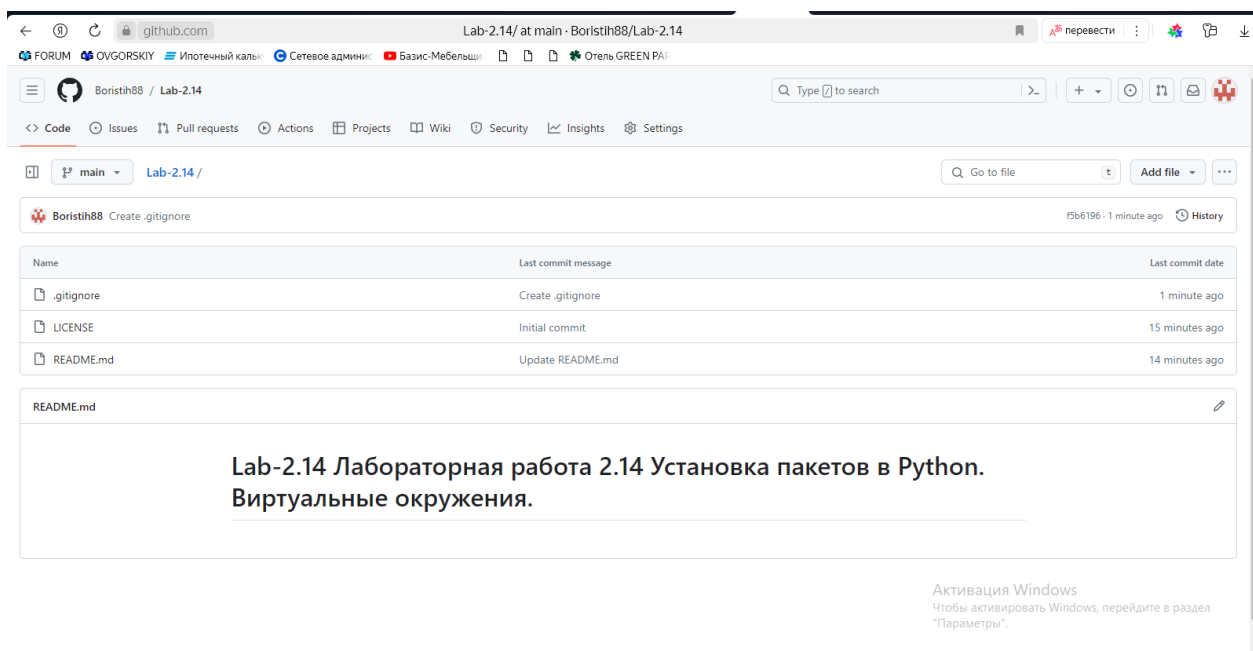 github.com Lab-2.14/ at main · Boristih88/Lab-2.14 перевести
FORUM OVGORSKIY Ипотечный кальк Сетевое админис Базис-Мебельщи Отель GREEN PAR
Boristih88 / Lab-2.14 Type / to search
Code Issues Pull requests Actions Projects Wiki Security Insights Settings
main Lab-2.14 / Go to file t Add file
Boristih88 Create .gitignore f5b6196 · 1 minute ago History
Name Last commit message Last commit date
.gitignore Create .gitignore 1 minute ago
LICENSE Initial commit 15 minutes ago
README.md Update README.md 14 minutes ago
README.md
Lab-2.14 Лабораторная работа 2.14 Установка пакетов в Python.
Виртуальные окружения.
Активация Windows
Чтобы активировать Windows, перейдите в раздел
"Параметры".